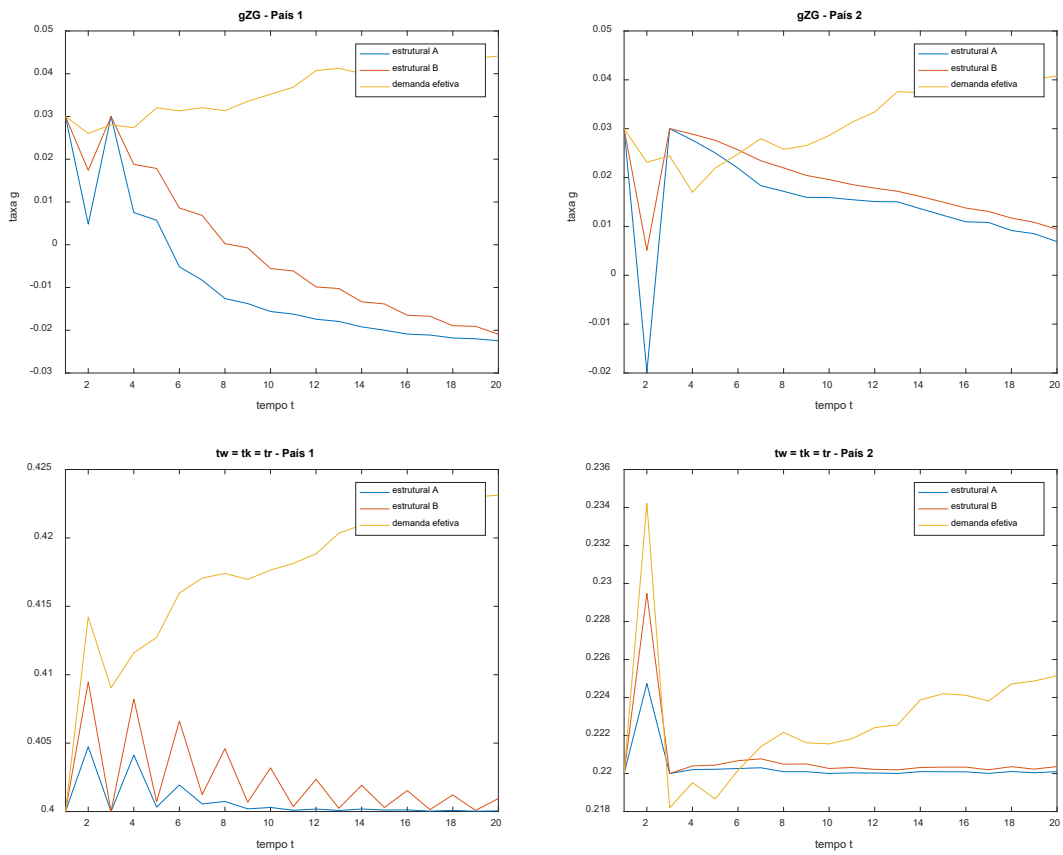 gZG - País 1
0.05
0.04
0.03
0.02
0.01
0
-0.01
-0.02
-0.03
taxa g
2 4 6 8 10 12 14 16 18 20
tempo t
estrutural A
estrutural B
demanda efetiva
gZG - País 2
0.05
0.04
0.03
0.02
0.01
0
-0.01
-0.02
taxa g
2 4 6 8 10 12 14 16 18 20
tempo t
estrutural A
estrutural B
demanda efetiva
tw = tk = tr - País 1
0.425
0.42
0.415
0.41
0.405
0.4
2 4 6 8 10 12 14 16 18 20
tempo t
estrutural A
estrutural B
demanda efetiva
tw = tk = tr - País 2
0.236
0.234
0.232
0.23
0.228
0.226
0.224
0.222
0.22
0.218
2 4 6 8 10 12 14 16 18 20
tempo t
estrutural A
estrutural B
demanda efetiva